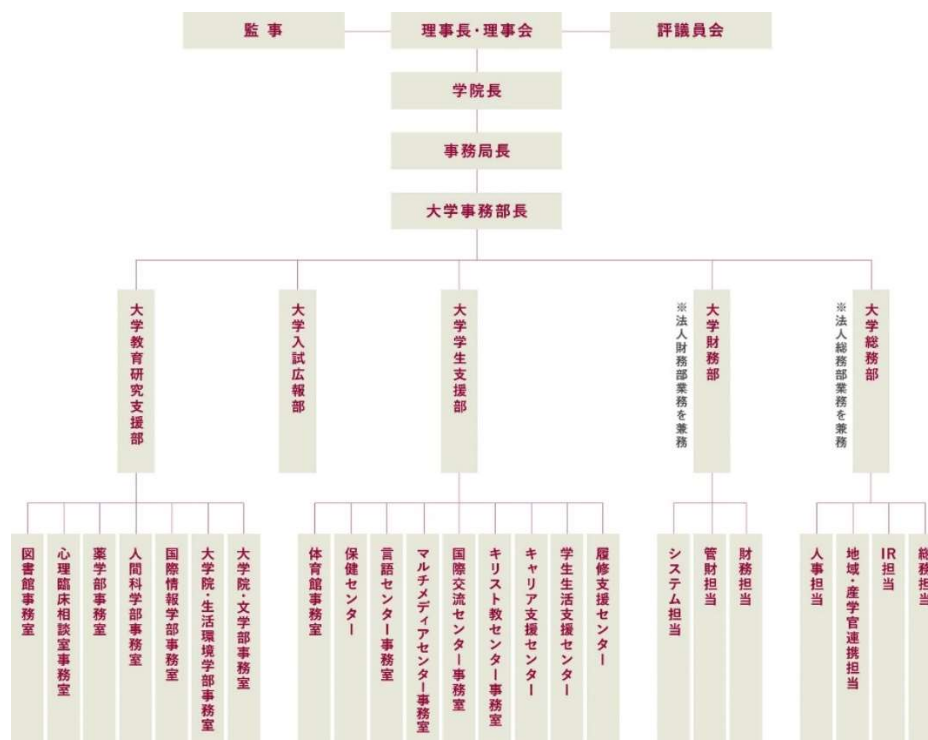 監事
理事長・理事会
評議員会
学院長
事務局長
大学事務部長
大学総務部
※法人総務部業務を兼務
大学財務部
※法人財務部業務を兼務
大学学生支援部
大学入試広報部
大学教育研究支援部
総務担当
IR担当
地域・産学官連携担当
人事担当
財務担当
管財担当
システム担当
履修支援センター
学生生活支援センター
キャリア支援センター
キリスト教センター事務室
国際交流センター事務室
マルチメディアセンター事務室
言語センター事務室
保健センター
体育館事務室
大学院・文学部事務室
大学院・生活環境学部事務室
国際情報学部事務室
人間科学部事務室
薬学部事務室
心理臨床相談室事務室
図書館事務室